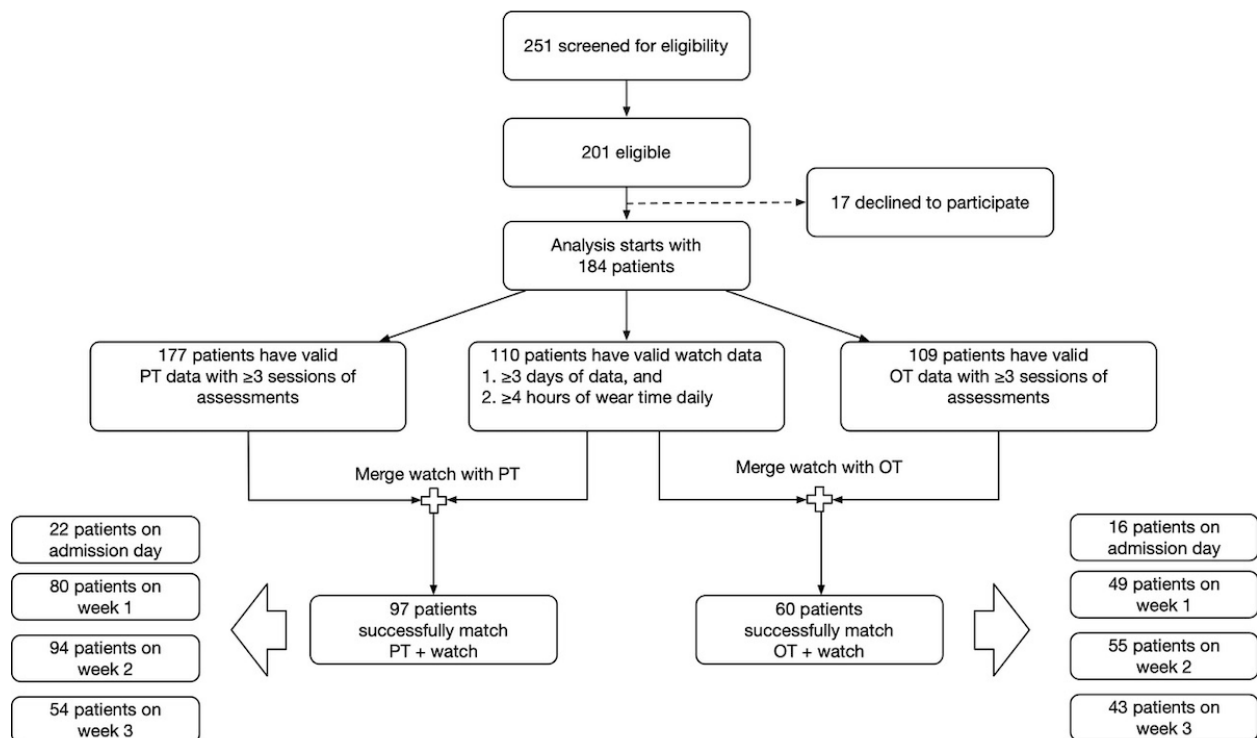 251 screened for eligibility
201 eligible
17 declined to participate
Analysis starts with
184 patients
177 patients have valid
PT data with ≥3 sessions of
assessments
110 patients have valid watch data
1. ≥3 days of data, and
2. ≥4 hours of wear time daily
109 patients have valid
OT data with ≥3 sessions of
assessments
Merge watch with PT
Merge watch with OT
22 patients on
admission day
80 patients on
week 1
94 patients on
week 2
54 patients on
week 3
97 patients
successfully match
PT + watch
60 patients
successfully match
OT + watch
16 patients on
admission day
49 patients on
week 1
55 patients on
week 2
43 patients on
week 3